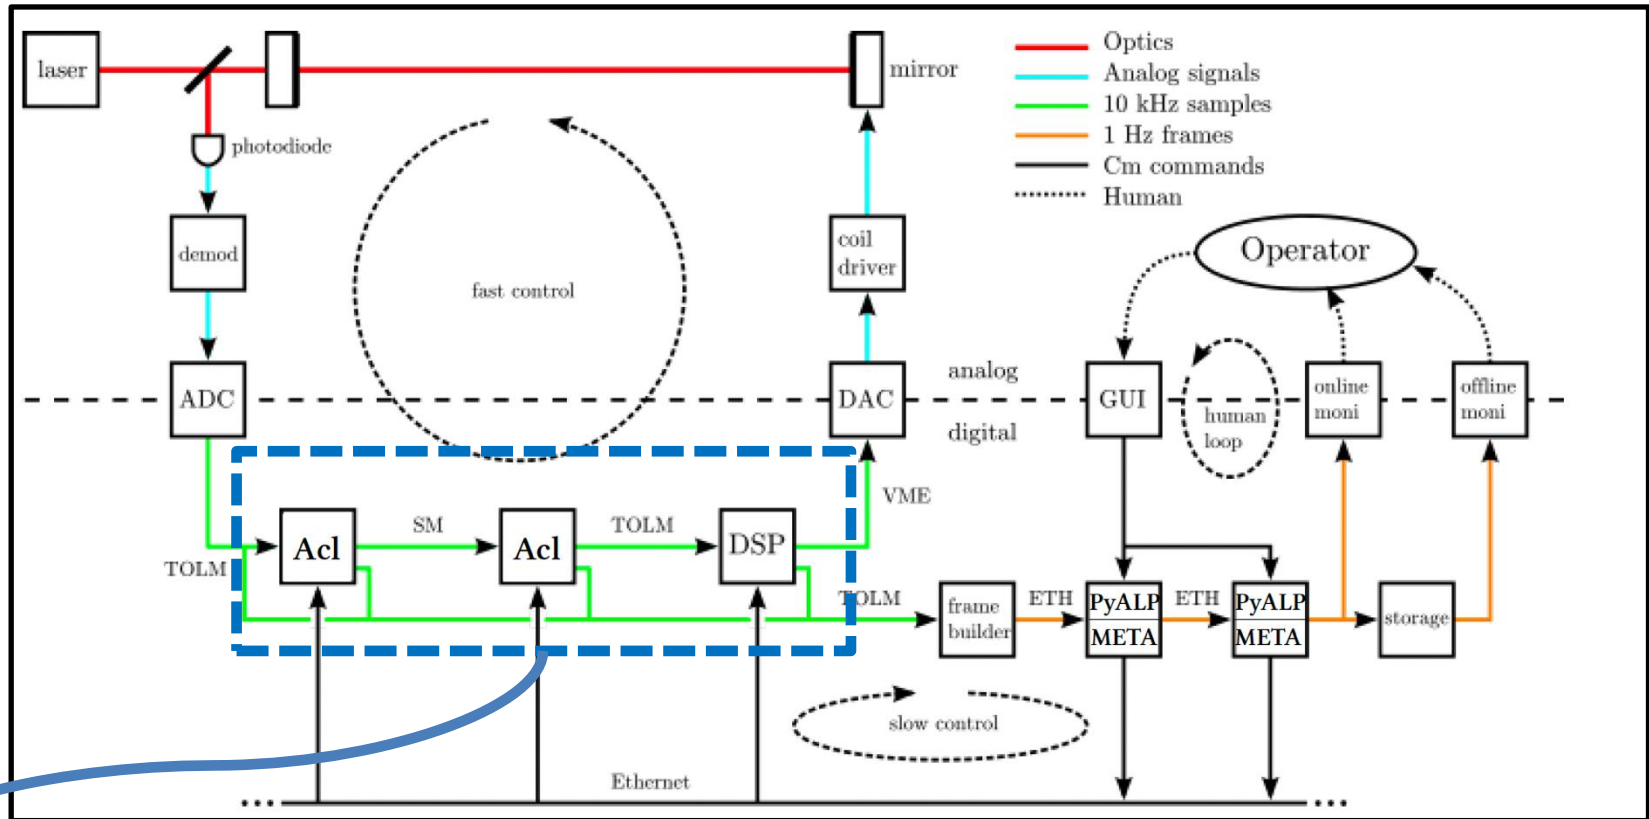 laser
mirror
Optics
Analog signals
10 kHz samples
1 Hz frames
Cm commands
Human
photodiode
demod
coil
driver
Operator
fast control
ADC
DAC
analog
digital
GUI
human
loop
online
moni
offline
moni
VME
SM
TOLM
Acl
Acl
DSP
TOLM
TOLM
frame
builder
ETH
PyALP
META
ETH
PyALP
META
storage
slow control
Ethernet